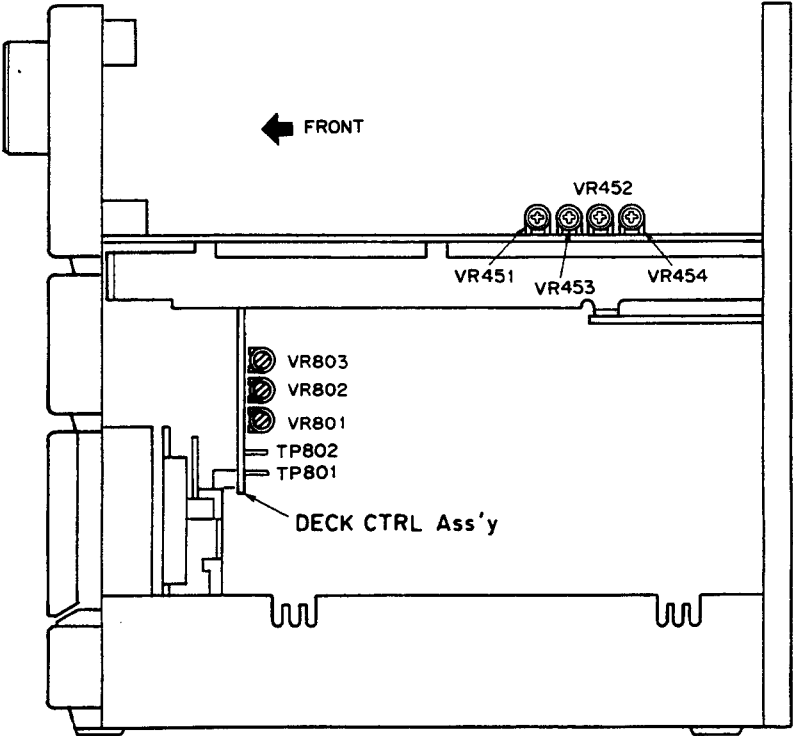 FRONT
VR452
VR451
VR453
VR454
VR803
VR802
VR801
TP802
TP801
DECK CTRL Ass'y